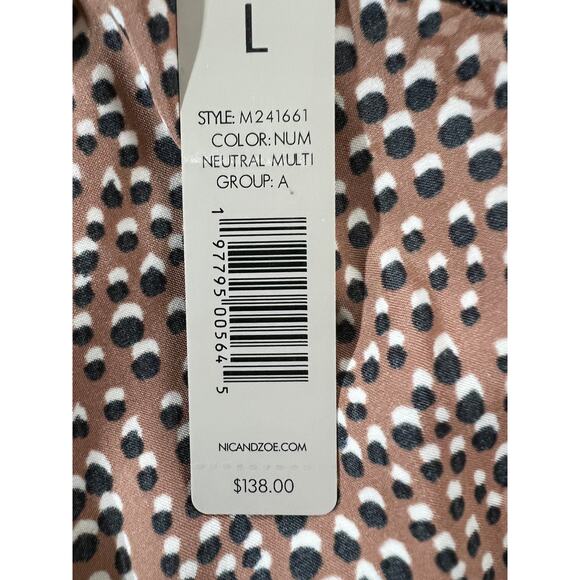 L
STYLE: M241661
COLOR: NUM
NEUTRAL MULTI
GROUP: A
1 97795 00564 5
NICANDZOE.COM
$138.00